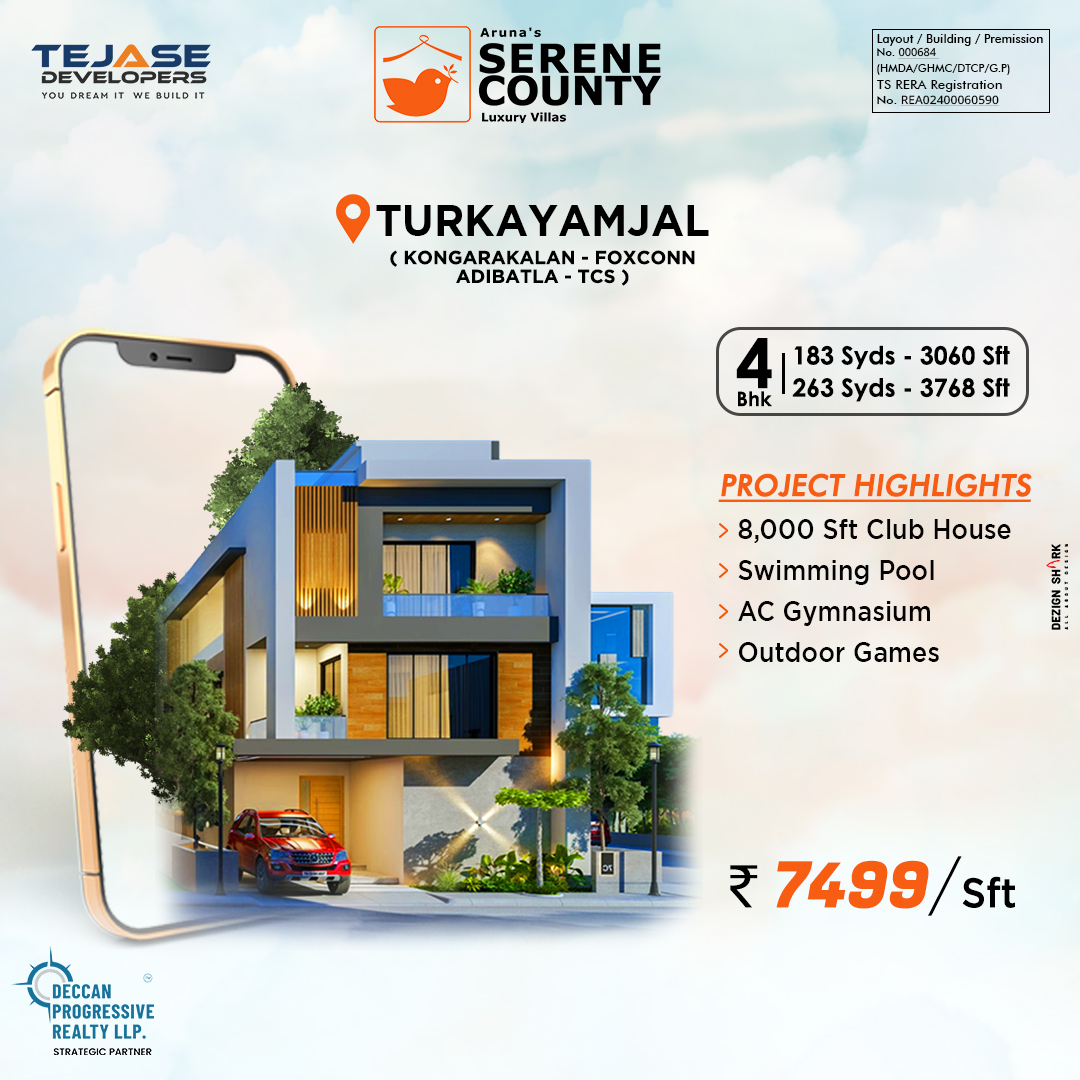 TEJASE
DEVELOPERS
YOU DREAM IT WE BUILD IT
Aruna's
SERENE
COUNTY
Luxury Villas
Layout / Building / Premission
No. 000684
(HMDA/GHMC/DTCP/G.P)
TS RERA Registration
No. REA02400060590
TURKAYAMJAL
( KONGARAKALAN - FOXCONN
ADIBATLA - TCS )
4
Bhk
183 Syds - 3060 Sft
263 Syds - 3768 Sft
PROJECT HIGHLIGHTS
> 8,000 Sft Club House
> Swimming Pool
> AC Gymnasium
> Outdoor Games
DEZIGN SHARK
ALL ABOUT DESIGN
₹ 7499/Sft
DECCAN
PROGRESSIVE
REALTY LLP.
STRATEGIC PARTNER